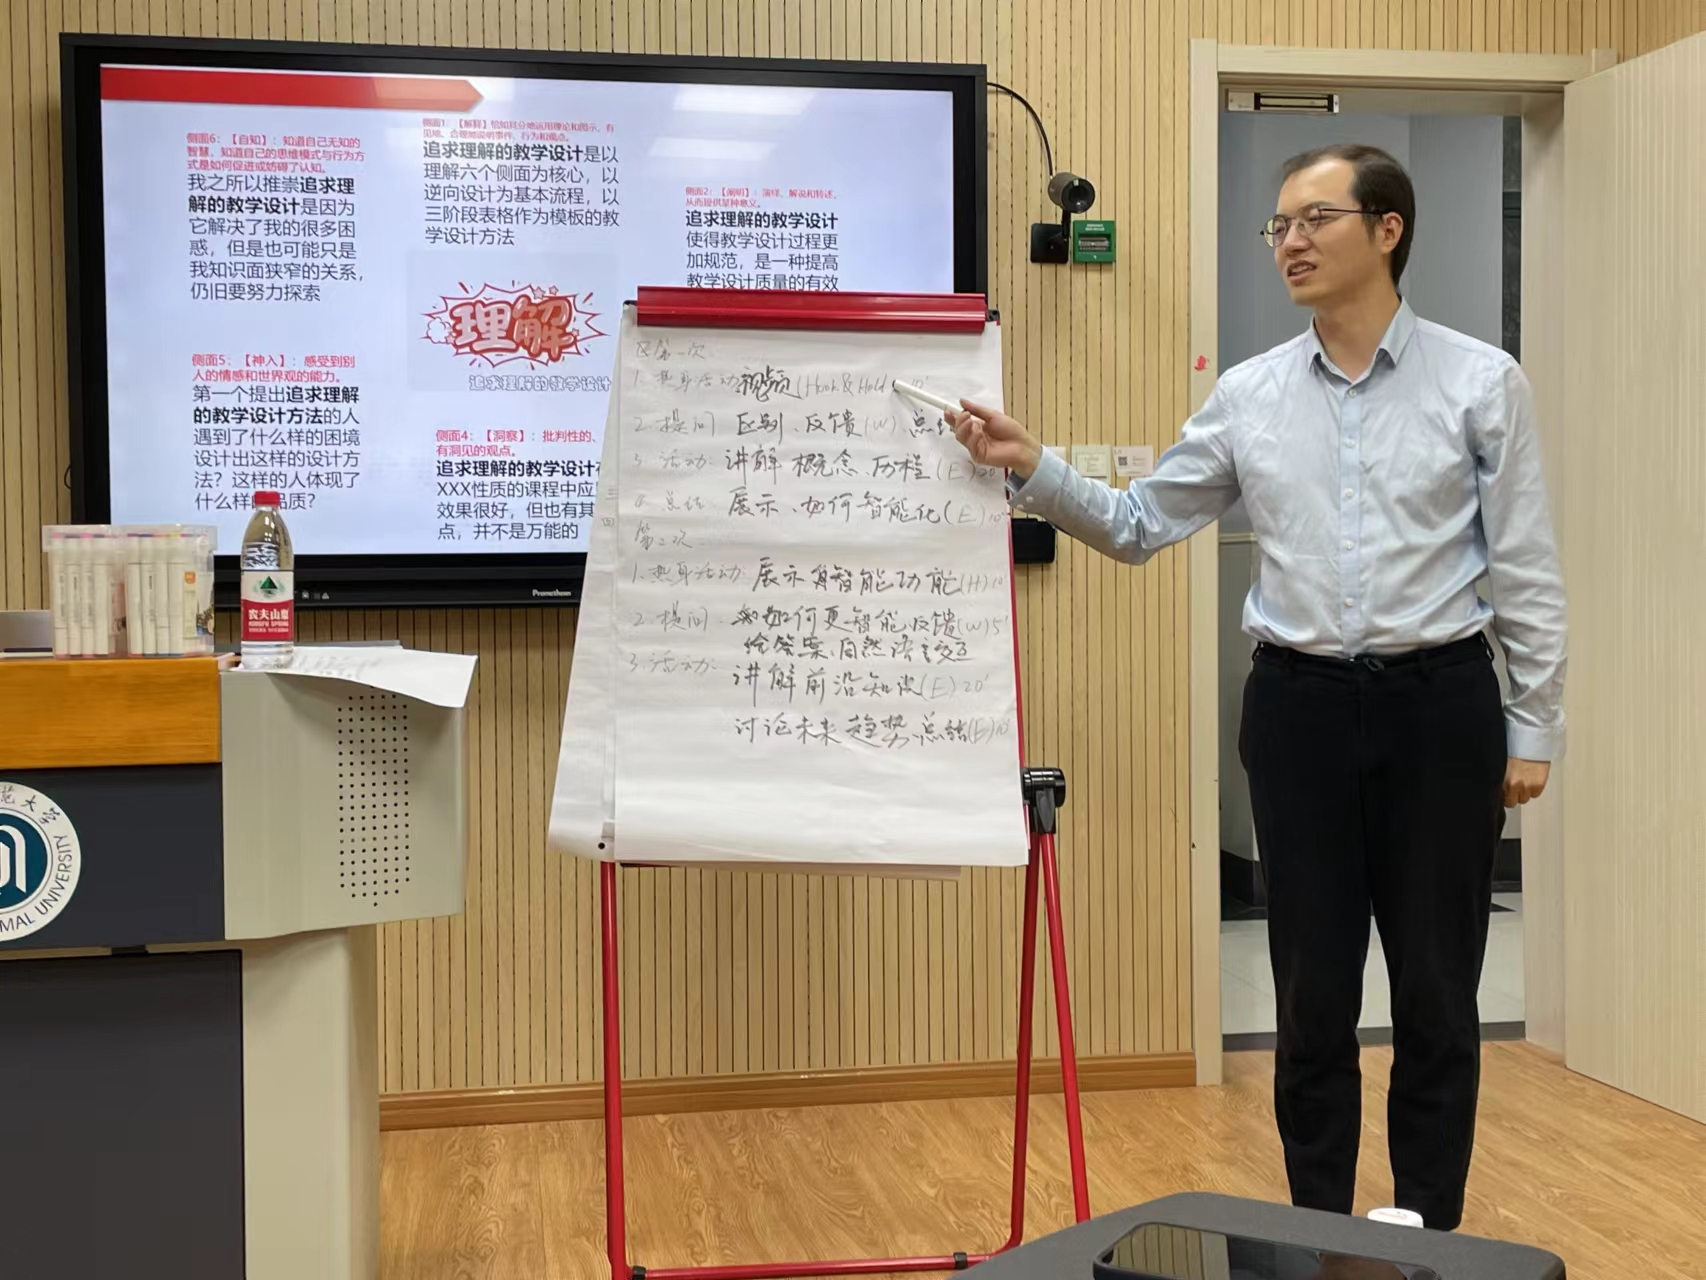 侧面6：【自知】：知道自己无知的
智慧，知道自己的思维模式与行为方
式是如何促进或妨碍了认知。
我之所以推崇追求理
解的教学设计是因为
它解决了我的很多困
惑，但是也可能只是
我知识面狭窄的关系，
仍旧要努力探索
侧面1：【解释】恰如其分地运用理论和图示，有
见地、合理地说明事件、行为和观点。
追求理解的教学设计是以
理解六个侧面为核心，以
逆向设计为基本流程，以
三阶段表格作为模板的教
学设计方法
侧面2：【阐明】：演绎、解说和转述，
从而提供某种意义。
追求理解的教学设计
使得教学设计过程更
加规范，是一种提高
教学设计质量的有效
理解
追求理解的教学设计
侧面5：【神入】：感受到别
人的情感和世界观的能力。
第一个提出追求理解
的教学设计方法的人
遇到了什么样的困境
设计出这样的设计方
法？这样的人体现了
什么样 品质？
侧面4：【洞察】：批判性的、
有洞见的观点。
追求理解的教学设计在
XXX性质的课程中应
效果很好，但也有其
点，并不是万能的
Promethean
第一次：
1. 热身活动 视频(Hook & Hold 10'
2. 提问 区别、反馈(W)、总结
3. 活动：讲解 概念、历程(E)20
4. 总结：展示、如何智能化(E)10'
第二次：
1. 热身活动：展示 智能功能(H)10'
2. 提问： 如何更智能反馈(W)5'
给答案、自然语言交互
3. 活动：讲解前沿知识(E)20'
讨论未来趋势、总结(E)10'
农夫山泉
NONGFU SPRING
范大学
MAL UNIVERSITY